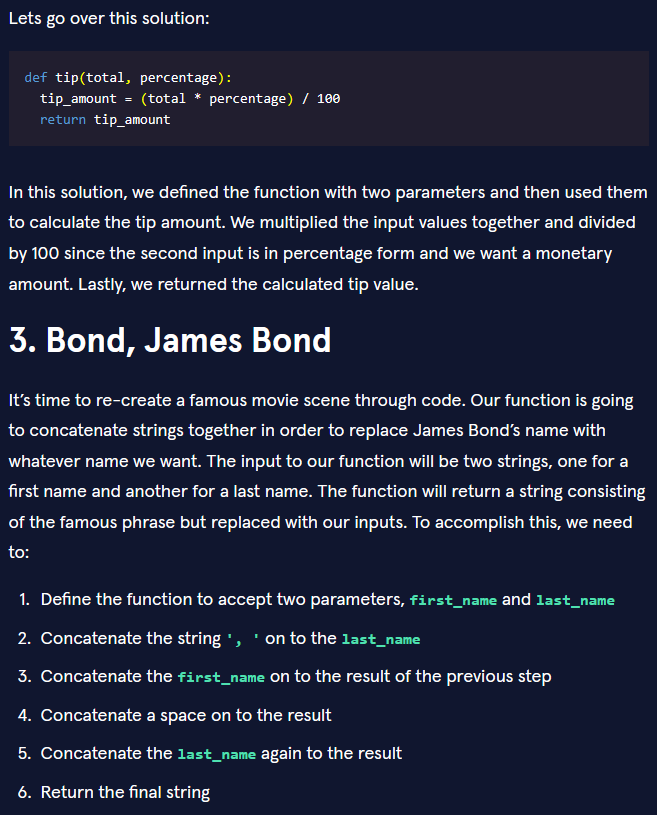 Lets go over this solution:
def tip(total, percentage):
  tip_amount = (total * percentage) / 100
  return tip_amount
In this solution, we defined the function with two parameters and then used them
to calculate the tip amount. We multiplied the input values together and divided
by 100 since the second input is in percentage form and we want a monetary
amount. Lastly, we returned the calculated tip value.
3. Bond, James Bond
It’s time to re-create a famous movie scene through code. Our function is going
to concatenate strings together in order to replace James Bond’s name with
whatever name we want. The input to our function will be two strings, one for a
first name and another for a last name. The function will return a string consisting
of the famous phrase but replaced with our inputs. To accomplish this, we need
to:
1. Define the function to accept two parameters, first_name and last_name
2. Concatenate the string ', ' on to the last_name
3. Concatenate the first_name on to the result of the previous step
4. Concatenate a space on to the result
5. Concatenate the last_name again to the result
6. Return the final string